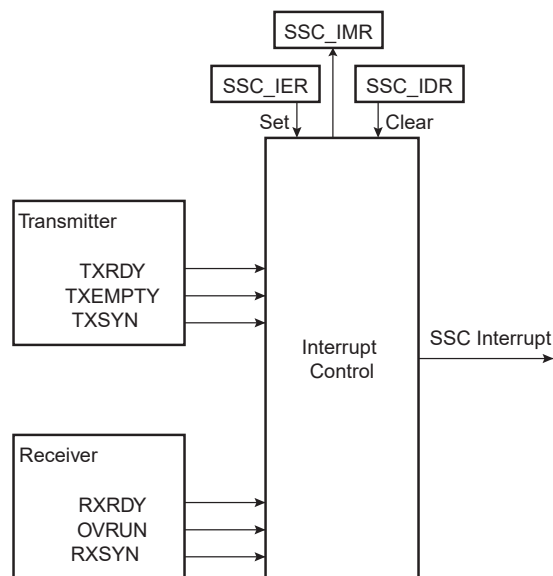 SSC_IMR
SSC_IER
SSC_IDR
Set
Clear
Transmitter
TXRDY
TXEMPTY
TXSYN
Interrupt
Control
SSC Interrupt
Receiver
RXRDY
OVRUN
RXSYN